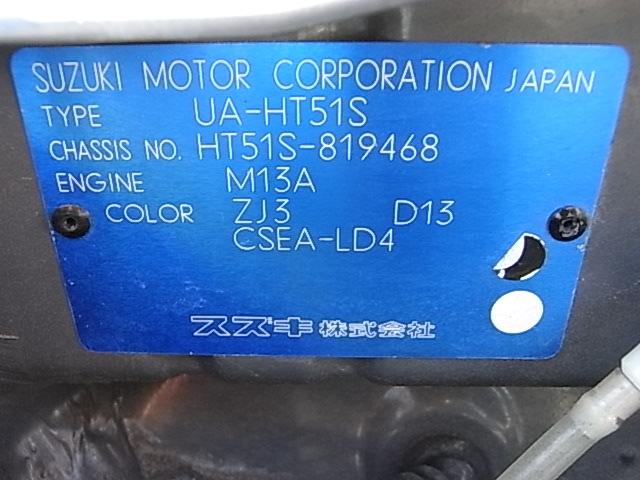 SUZUKI MOTOR CORPORATION JAPAN
TYPE UA-HT51S
CHASSIS NO. HT51S-819468
ENGINE M13A
COLOR ZJ3 D13
CSEA-LD4
スズキ株式会社